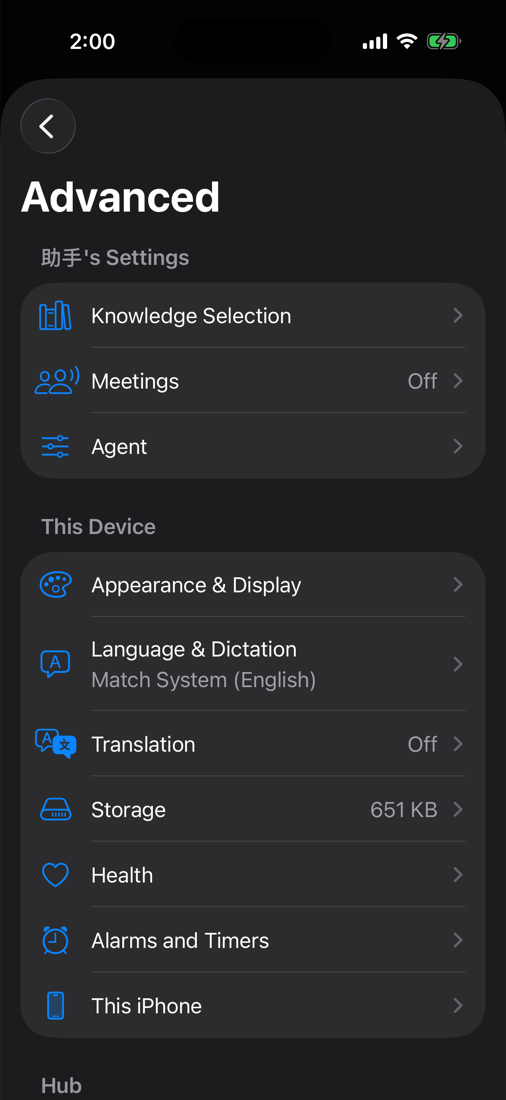 2:00
Advanced
助手's Settings
Knowledge Selection
Meetings Off
Agent
This Device
Appearance & Display
Language & Dictation
Match System (English)
Translation Off
Storage 651 KB
Health
Alarms and Timers
This iPhone
Hub